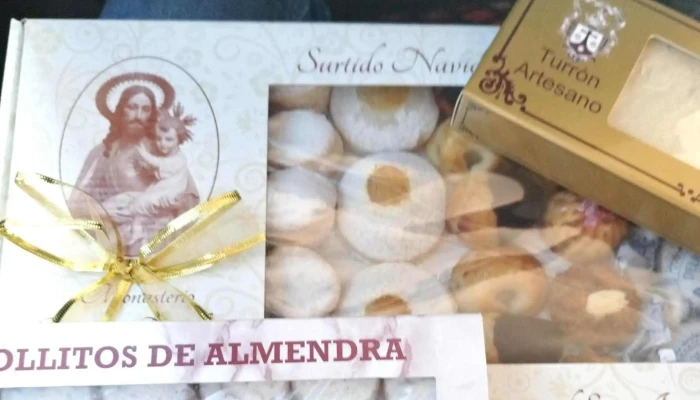 Surtido Navi
Turrón
Artesano
Monasterio
OLLITOS DE ALMENDRA